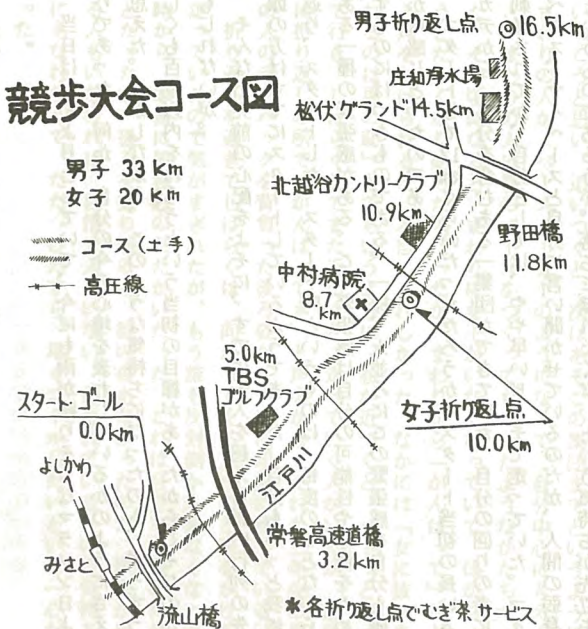 男子折り返し点
16.5km
庄和浄水場
競歩大会コース図
松伏グランド14.5km
男子 33km
女子 20km
北越谷カントリークラブ
10.9km
コース(土手)
高圧線
野田橋
11.8km
中村病院
8.7
km
5.0km
TBS
ゴルフクラブ
女子折り返し点
10.0km
スタート・ゴール
0.0km
江戸川
よしかわ
みさと
常磐高速道橋
3.2km
流山橋
*各折り返し点でむぎ茶サービス